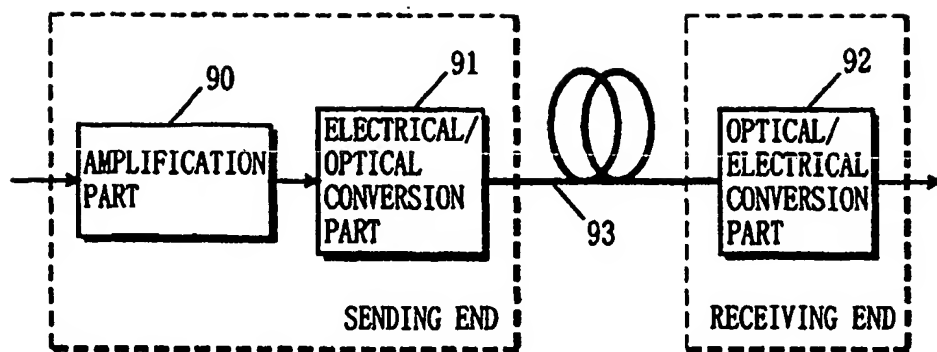 90
AMPLIFICATION
PART
91
ELECTRICAL/
OPTICAL
CONVERSION
PART
93
92
OPTICAL/
ELECTRICAL
CONVERSION
PART
SENDING END
RECEIVING END